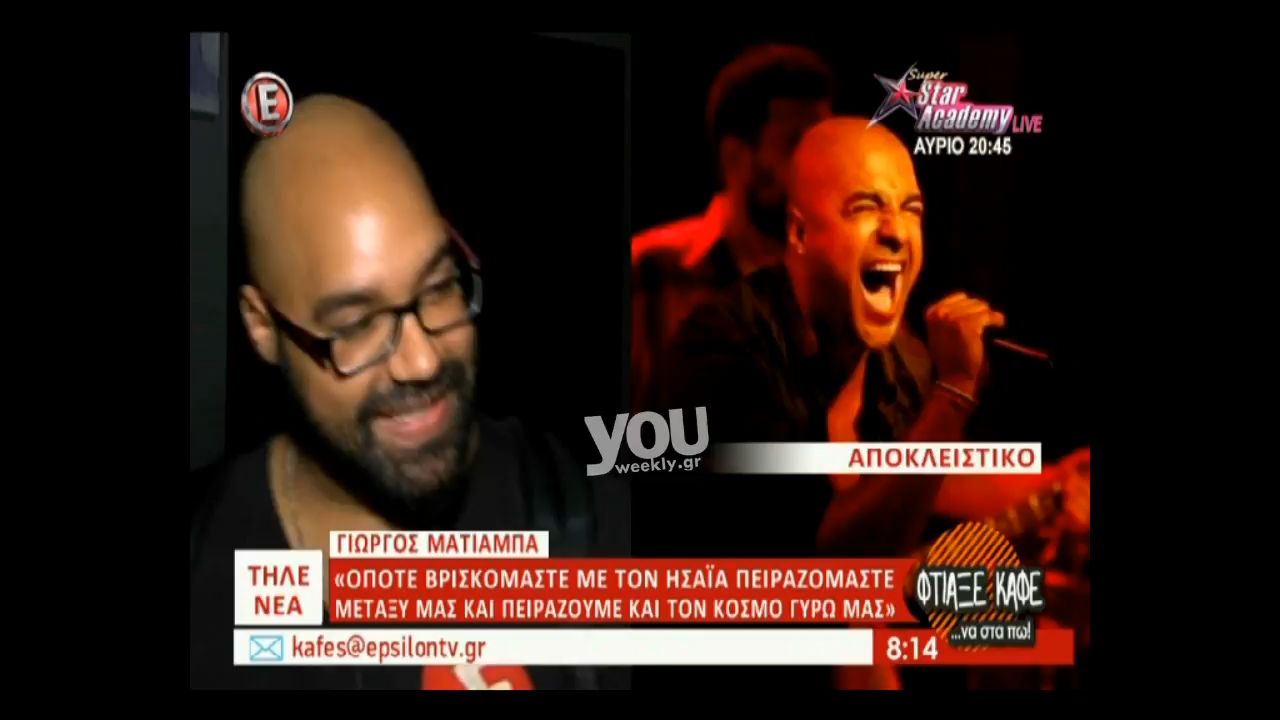 E
Super
Star
Academy LIVE
ΑΥΡΙΟ 20:45
you
weekly.gr
ΑΠΟΚΛΕΙΣΤΙΚΟ
ΓΙΩΡΓΟΣ ΜΑΤΙΑΜΠΑ
ΤΗΛΕ
ΝΕΑ
«ΟΠΟΤΕ ΒΡΙΣΚΟΜΑΣΤΕ ΜΕ ΤΟΝ ΗΣΑΪΑ ΠΕΙΡΑΖΟΜΑΣΤΕ
ΜΕΤΑΞΥ ΜΑΣ ΚΑΙ ΠΕΙΡΑΖΟΥΜΕ ΚΑΙ ΤΟΝ ΚΟΣΜΟ ΓΥΡΩ ΜΑΣ»
ΦΤΙΑΞΕ ΚΑΦΕ
...να στα πω!
kafes@epsilontv.gr
8:14